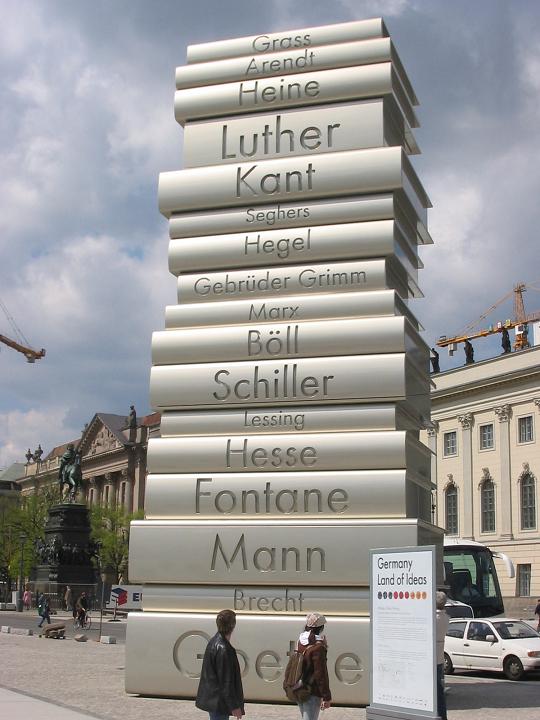 Grass
Arendt
Heine
Luther
Kant
Seghers
Hegel
Gebrüder Grimm
Marx
Böll
Schiller
Lessing
Hesse
Fontane
Mann
Brecht
Goethe
Germany
Land of Ideas